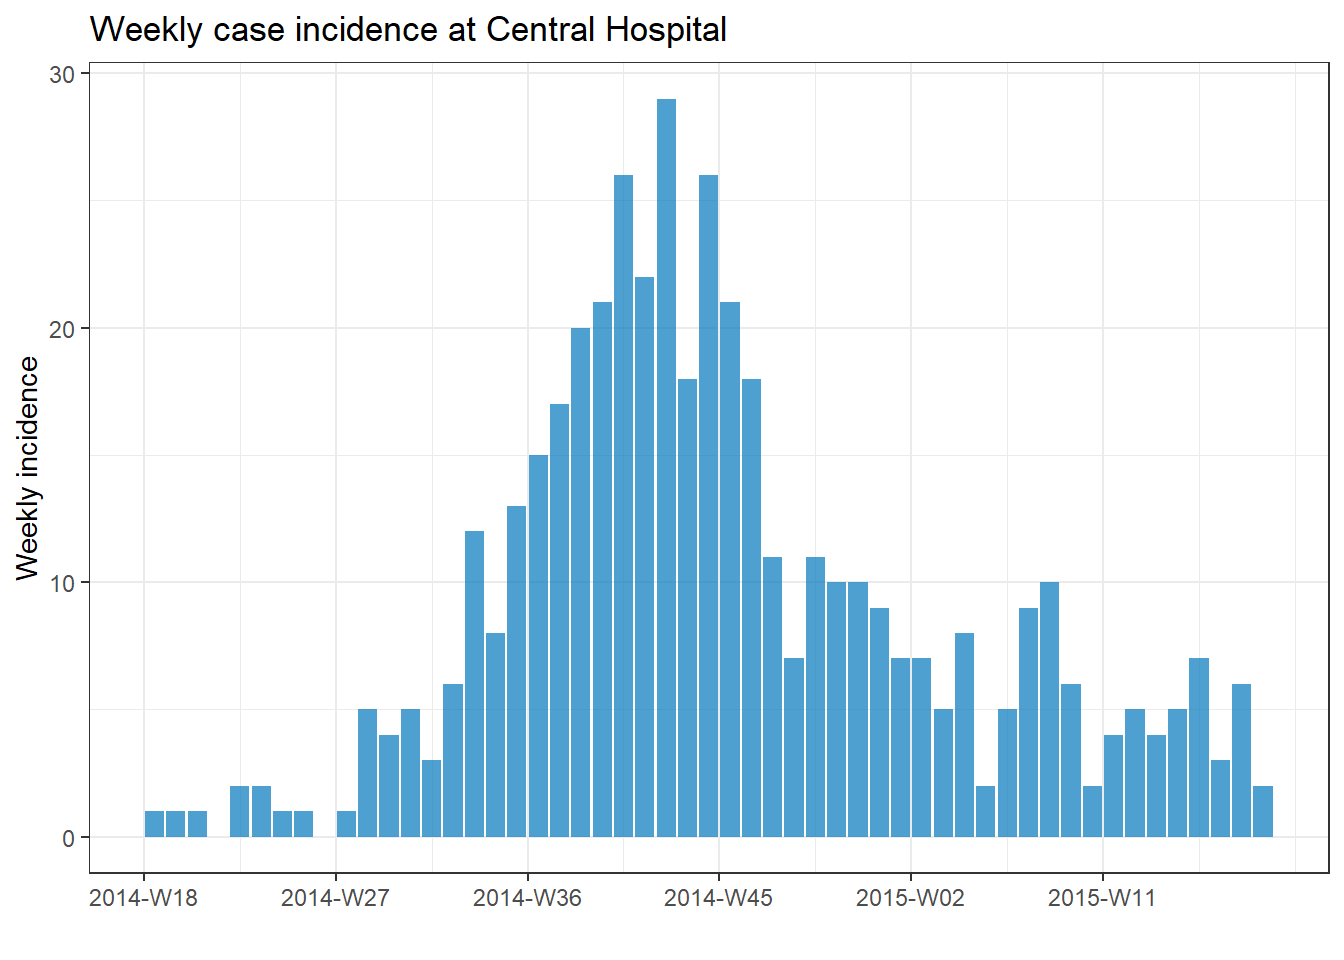 Weekly case incidence at Central Hospital
30
20
10
0
Weekly incidence
2014-W18 2014-W27 2014-W36 2014-W45 2015-W02 2015-W11